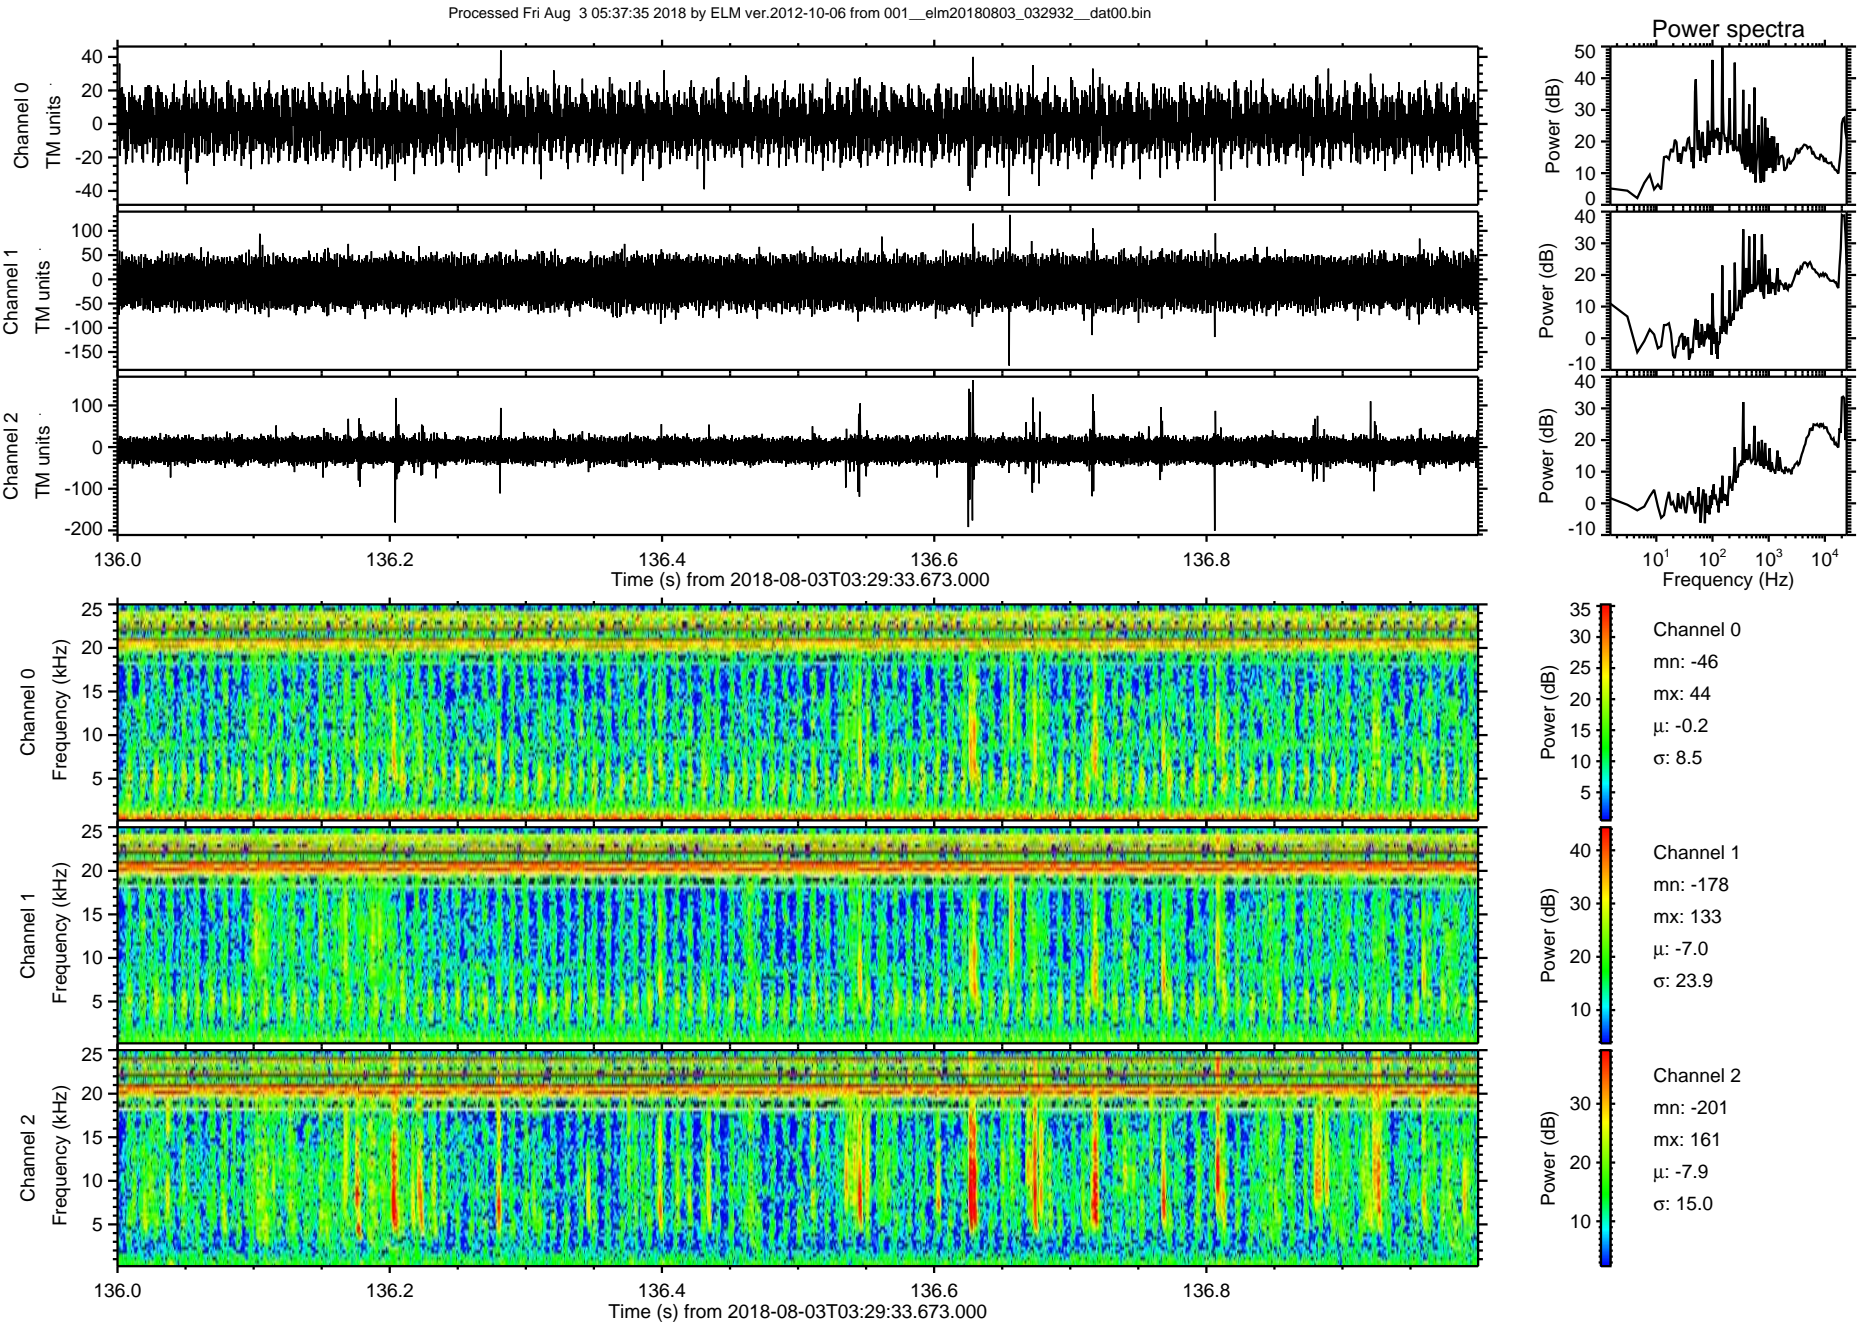 Processed Fri Aug  3 05:37:35 2018 by ELM ver.2012-10-06 from 001__elm20180803_032932__dat00.bin
Power spectra
Channel 0
TM units
40
20
0
-20
-40
Power (dB)
50
40
30
20
10
0
Channel 1
TM units
100
50
0
-50
-100
-150
Power (dB)
40
30
20
10
0
-10
Channel 2
TM units
100
0
-100
-200
Power (dB)
40
30
20
10
0
-10
136.0 136.2 136.4 136.6 136.8
Time (s) from 2018-08-03T03:29:33.673.000
10¹ 10² 10³ 10⁴
Frequency (Hz)
Channel 0
Frequency (kHz)
25
20
15
10
5
Power (dB)
35
30
25
20
15
10
5
Channel 0
mn: -46
mx: 44
μ: -0.2
σ: 8.5
Channel 1
Frequency (kHz)
25
20
15
10
5
Power (dB)
40
30
20
10
Channel 1
mn: -178
mx: 133
μ: -7.0
σ: 23.9
Channel 2
Frequency (kHz)
25
20
15
10
5
Power (dB)
30
20
10
Channel 2
mn: -201
mx: 161
μ: -7.9
σ: 15.0
136.0 136.2 136.4 136.6 136.8
Time (s) from 2018-08-03T03:29:33.673.000